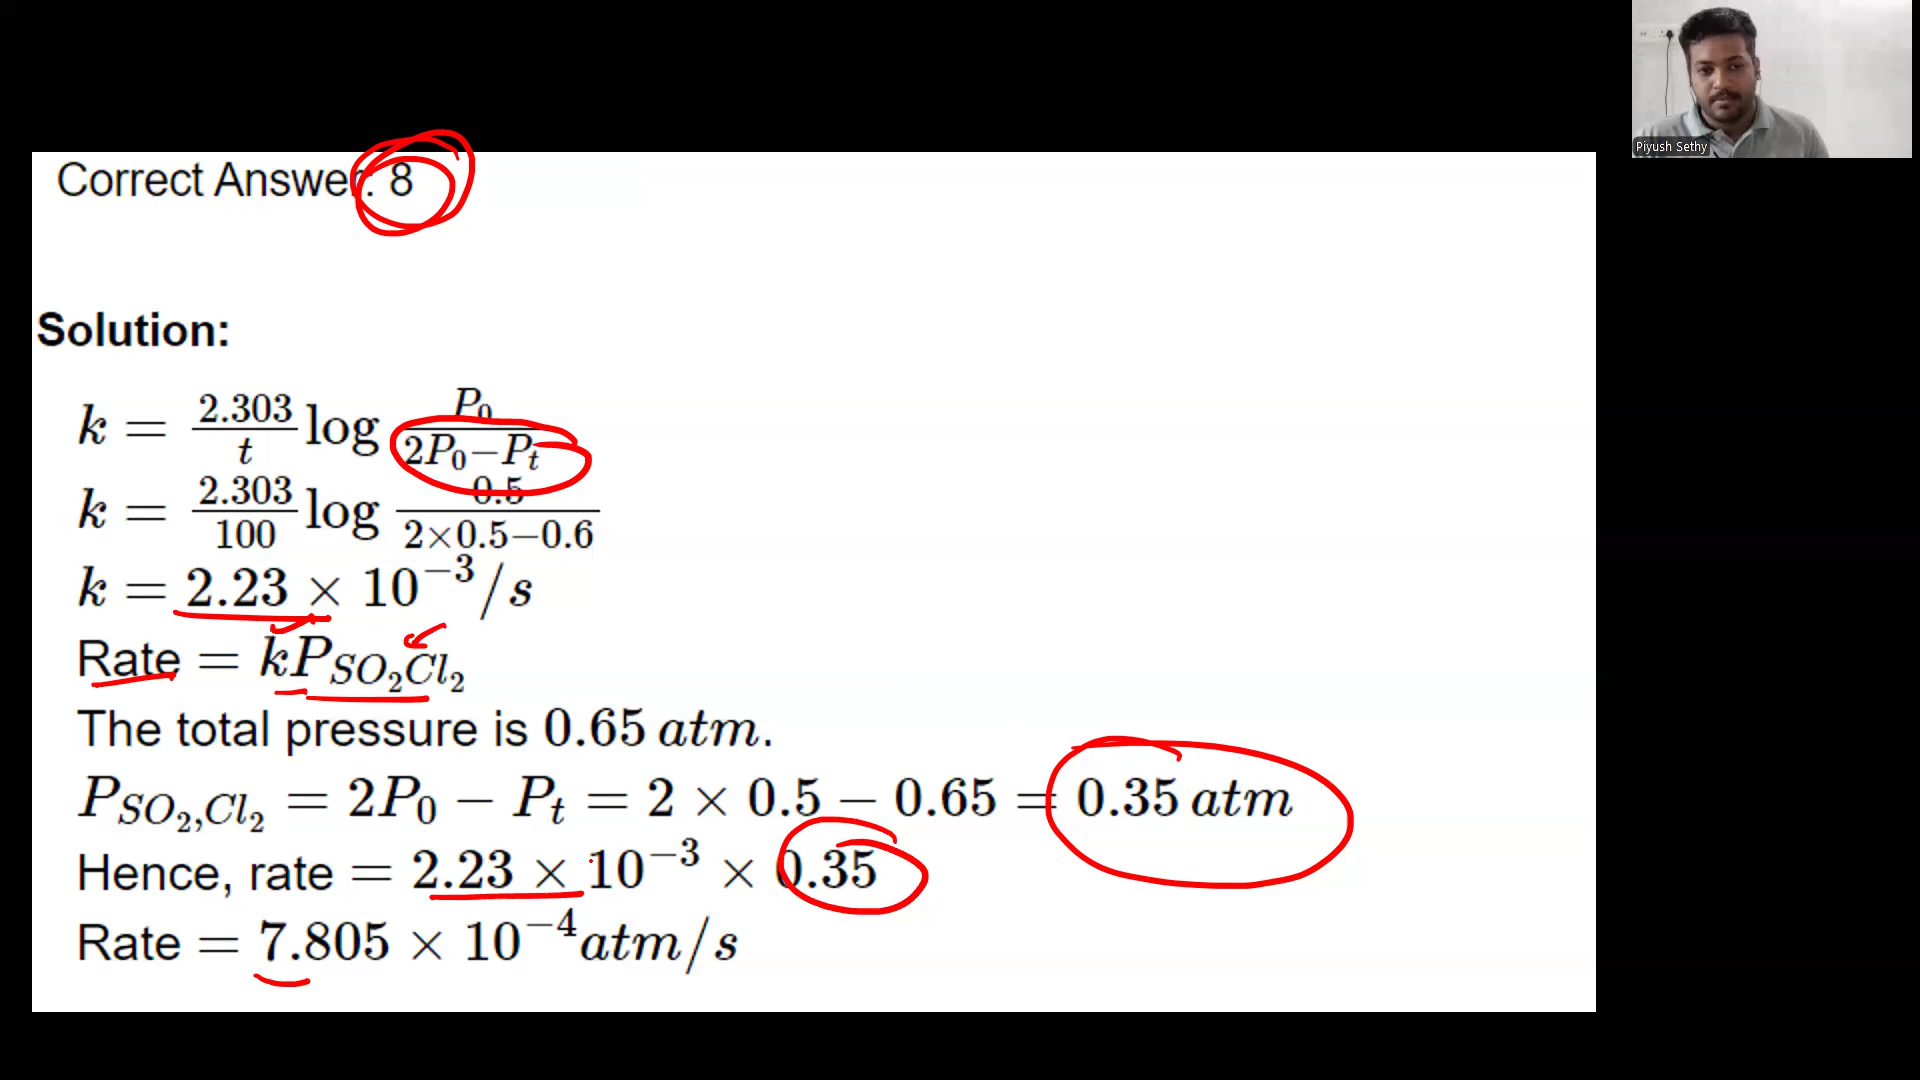 Piyush Sethy
Correct Answer: 8
Solution:
k = 2.303/t log P₀/2P₀−Pₜ
k = 2.303/100 log 0.5/2×0.5−0.6
k = 2.23 × 10⁻³/s
Rate = kP_SO₂Cl₂
The total pressure is 0.65 atm.
P_SO₂,Cl₂ = 2P₀ − Pₜ = 2 × 0.5 − 0.65 = 0.35 atm
Hence, rate = 2.23 × 10⁻³ × 0.35
Rate = 7.805 × 10⁻⁴ atm/s